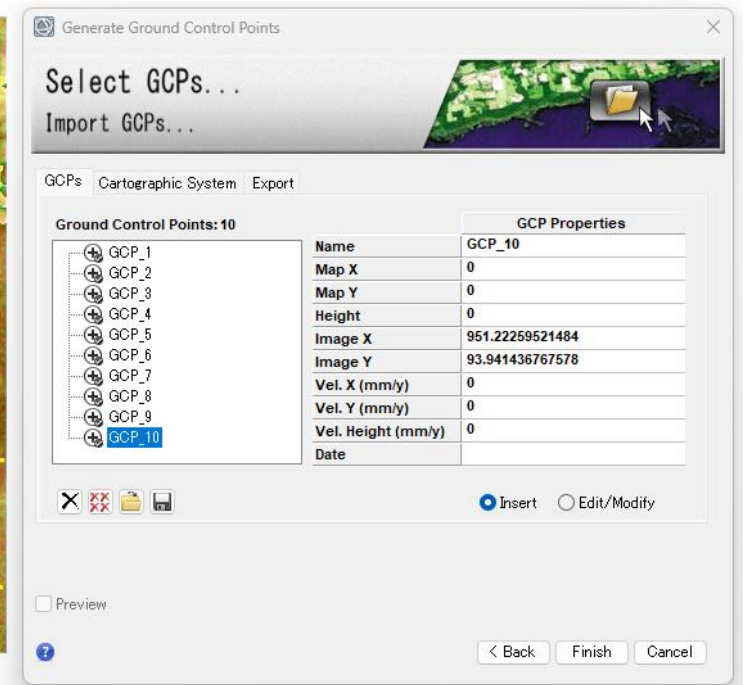 Generate Ground Control Points
Select GCPs...
Import GCPs...
GCPs Cartographic System Export
Ground Control Points: 10
GCP_1
GCP_2
GCP_3
GCP_4
GCP_5
GCP_6
GCP_7
GCP_8
GCP_9
GCP_10
GCP Properties
Name GCP_10
Map X 0
Map Y 0
Height 0
Image X 951.22259521484
Image Y 93.941436767578
Vel. X (mm/y) 0
Vel. Y (mm/y) 0
Vel. Height (mm/y) 0
Date
Insert Edit/Modify
Preview
? < Back Finish Cancel